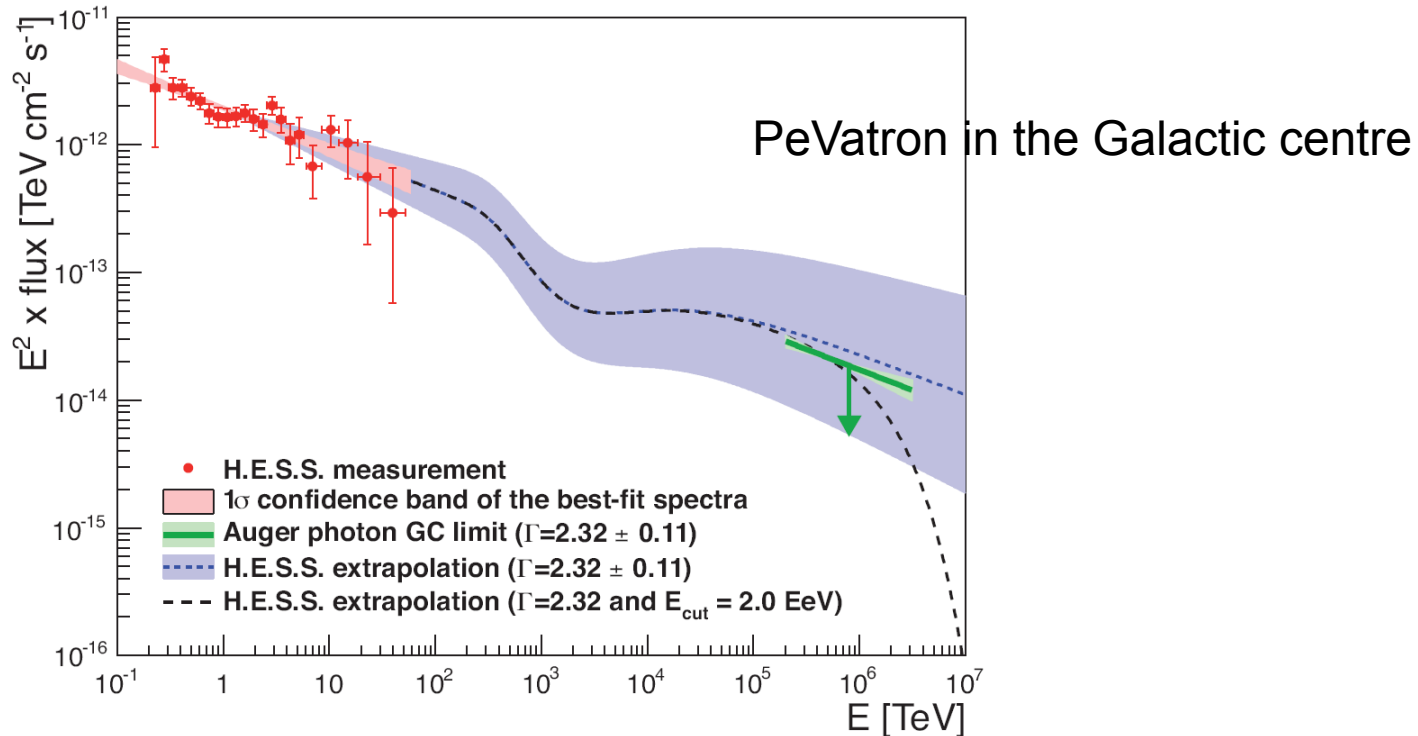 PeVatron in the Galactic centre
E² x flux [TeV cm⁻² s⁻¹]
10⁻¹¹
10⁻¹²
10⁻¹³
10⁻¹⁴
10⁻¹⁵
10⁻¹⁶
H.E.S.S. measurement
1σ confidence band of the best-fit spectra
Auger photon GC limit (Γ=2.32 ± 0.11)
H.E.S.S. extrapolation (Γ=2.32 ± 0.11)
H.E.S.S. extrapolation (Γ=2.32 and E_cut = 2.0 EeV)
10⁻¹ 1 10 10² 10³ 10⁴ 10⁵ 10⁶ 10⁷
E [TeV]